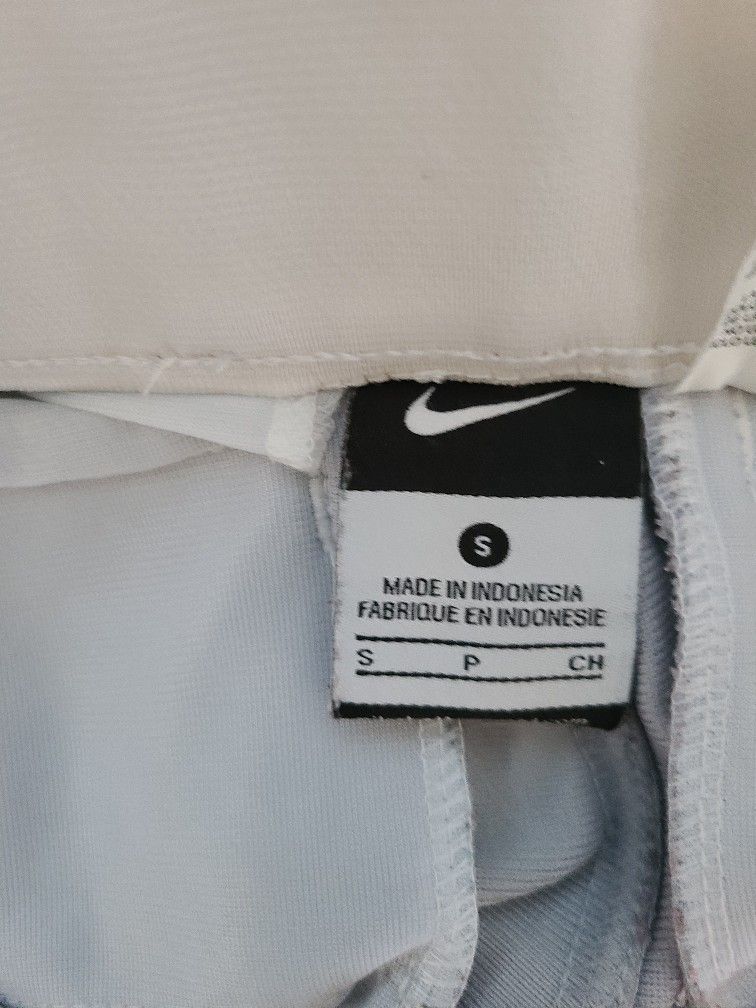 S
MADE IN INDONESIA
FABRIQUE EN INDONESIE
S P CH